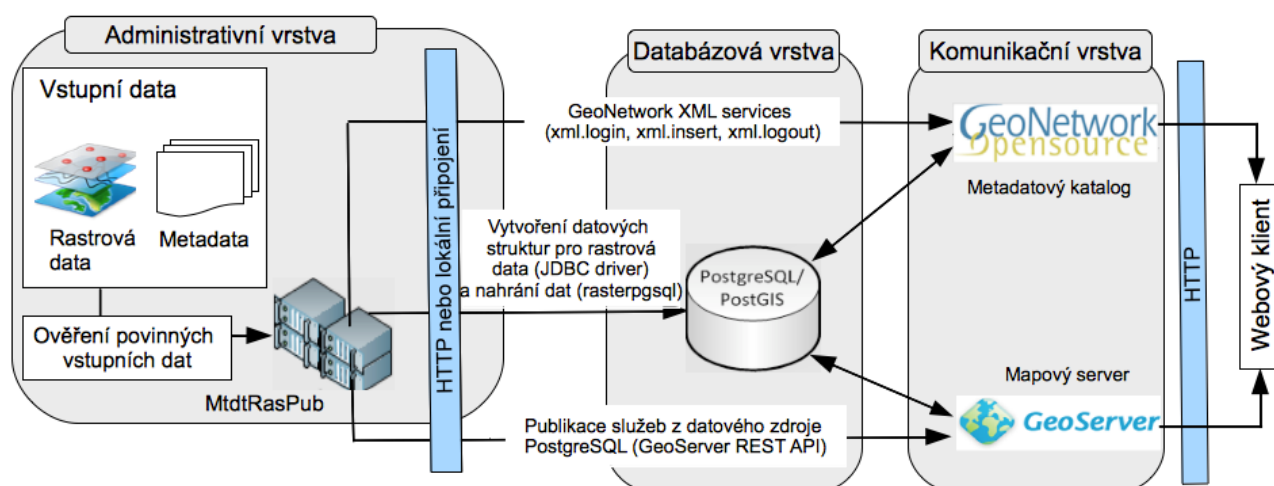 Administrativní vrstva
Vstupní data
Rastrová
data
Metadata
Ověření povinných
vstupních dat
MtdtRasPub
HTTP nebo lokální připojení
GeoNetwork XML services
(xml.login, xml.insert, xml.logout)
Vytvoření datových
struktur pro rastrová
data (JDBC driver)
a nahrání dat (rasterpgsql)
Publikace služeb z datového zdroje
PostgreSQL (GeoServer REST API)
Databázová vrstva
PostgreSQL/
PostGIS
Komunikační vrstva
GeoNetwork
Opensource
Metadatový katalog
Mapový server
GeoServer
HTTP
Webový klient